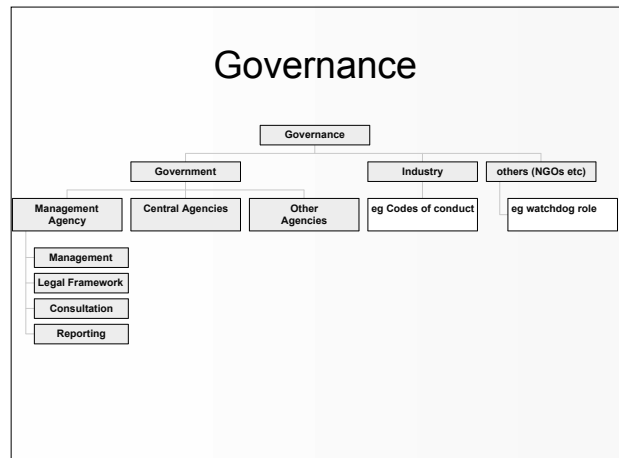 Governance
Governance
Government
Industry
others (NGOs etc)
Management
Agency
Central Agencies
Other
Agencies
eg Codes of conduct
eg watchdog role
Management
Legal Framework
Consultation
Reporting